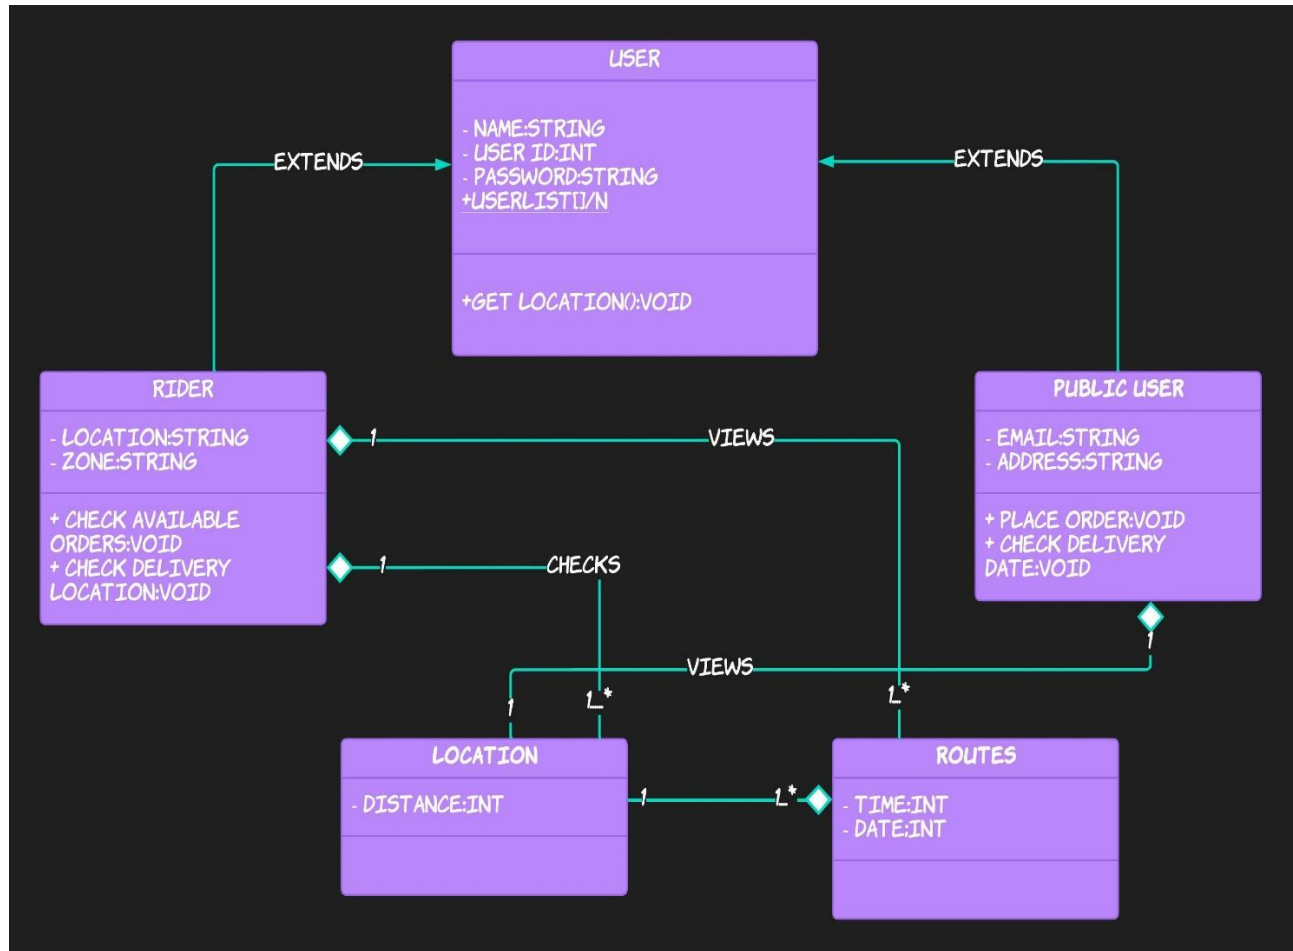 USER
- NAME:STRING
- USER ID:INT
- PASSWORD:STRING
+USERLIST[]/N
+GET LOCATION():VOID
EXTENDS
EXTENDS
RIDER
- LOCATION:STRING
- ZONE:STRING
+ CHECK AVAILABLE
ORDERS:VOID
+ CHECK DELIVERY
LOCATION:VOID
PUBLIC USER
- EMAIL:STRING
- ADDRESS:STRING
+ PLACE ORDER:VOID
+ CHECK DELIVERY
DATE:VOID
1
VIEWS
1
CHECKS
1
VIEWS
1
1..*
1..*
LOCATION
- DISTANCE:INT
1
1..*
ROUTES
- TIME:INT
- DATE;INT